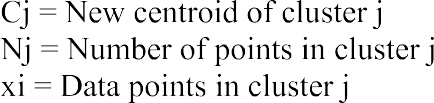 Cj = New centroid of cluster j
Nj = Number of points in cluster j
xi = Data points in cluster j